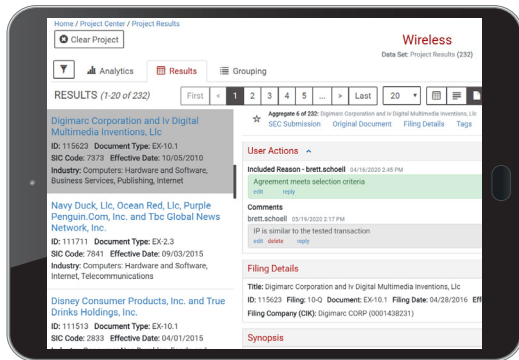 Home / Project Center / Project Results
Clear Project
Wireless
Data Set: Project Results (232)
Analytics
Results
Grouping
RESULTS (1-20 of 232)
First < 1 2 3 4 5 ... > Last 20
Digimarc Corporation and Iv Digital
Multimedia Inventions, Llc
ID: 115623 Document Type: EX-10.1
SIC Code: 7373 Effective Date: 10/05/2010
Industry: Computers: Hardware and Software,
Business Services, Publishing, Internet
Navy Duck, Llc, Ocean Red, Llc, Purple
Penguin.Com, Inc. and Tbc Global News
Network, Inc.
ID: 111711 Document Type: EX-2.3
SIC Code: 7841 Effective Date: 09/03/2015
Industry: Computers: Hardware and Software,
Internet, Telecommunications
Disney Consumer Products, Inc. and True
Drinks Holdings, Inc.
ID: 111513 Document Type: EX-10.1
SIC Code: 2833 Effective Date: 04/01/2015
Aggregate 6 of 232: Digimarc Corporation and Iv Digital Multimedia Inventions, Llc
SEC Submission Original Document Filing Details Tags
User Actions
Included Reason - brett.schoell 04/16/2020 2:45 PM
Agreement meets selection criteria
edit reply
Comments
brett.schoell 03/19/2020 2:17 PM
IP is similar to the tested transaction
edit delete reply
Filing Details
Title: Digimarc Corporation and Iv Digital Multimedia Inventions, Llc
ID: 115623 Filing: 10-Q Document: EX-10.1 Filing Date: 04/28/2016 Eff
Filing Company (CIK): Digimarc CORP (0001438231)
Synopsis